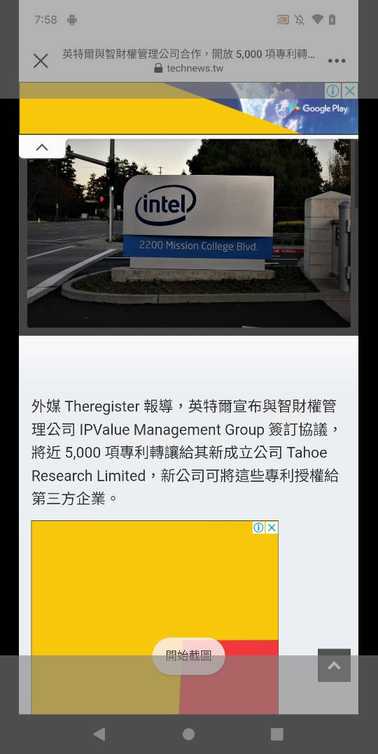 7:58
英特爾與智財權管理公司合作，開放 5,000 項專利轉…
technews.tw
Google Play
intel
2200 Mission College Blvd.
外媒 Theregister 報導，英特爾宣布與智財權管
理公司 IPValue Management Group 簽訂協議，
將近 5,000 項專利轉讓給其新成立公司 Tahoe
Research Limited，新公司可將這些專利授權給
第三方企業。
開始截圖